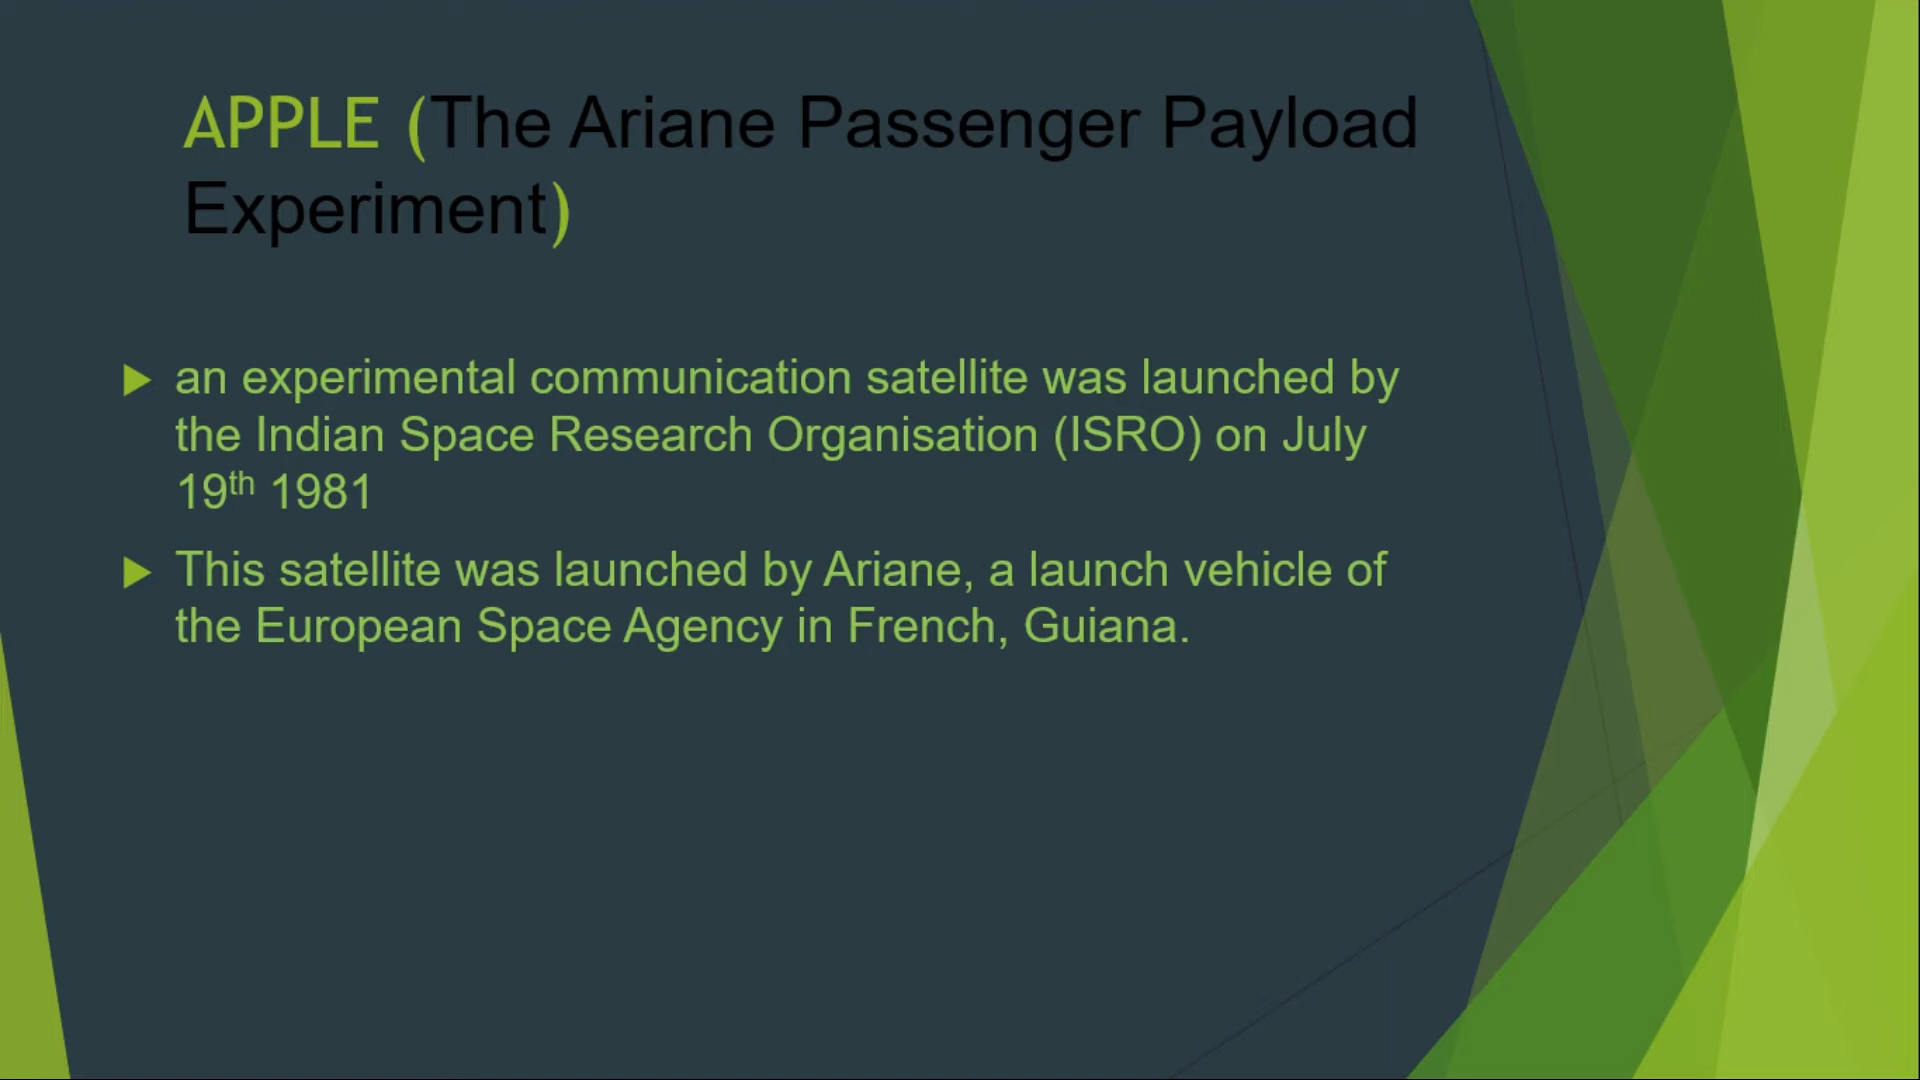 APPLE (The Ariane Passenger Payload
Experiment)
an experimental communication satellite was launched by
the Indian Space Research Organisation (ISRO) on July
19th 1981
This satellite was launched by Ariane, a launch vehicle of
the European Space Agency in French, Guiana.